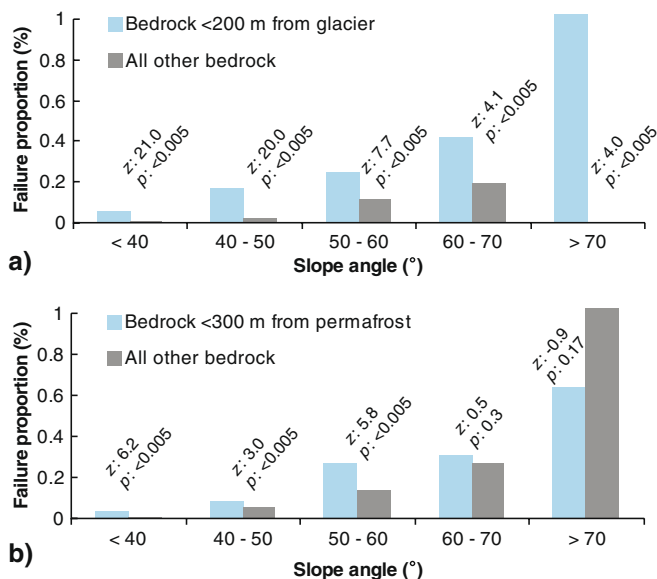 1
0.8
0.6
0.4
0.2
0
Failure proportion (%)
Bedrock <200 m from glacier
All other bedrock
z: 21.0
p: <0.005
z: 20.0
p: <0.005
z: 7.7
p: <0.005
z: 4.1
p: <0.005
z: 4.0
p: <0.005
< 40
40 - 50
50 - 60
60 - 70
> 70
Slope angle (°)
a)
1
0.8
0.6
0.4
0.2
0
Failure proportion (%)
Bedrock <300 m from permafrost
All other bedrock
z: 6.2
p: <0.005
z: 3.0
p: <0.005
z: 5.8
p: <0.005
z: 0.5
p: 0.3
z: -0.9
p: 0.17
< 40
40 - 50
50 - 60
60 - 70
> 70
Slope angle (°)
b)